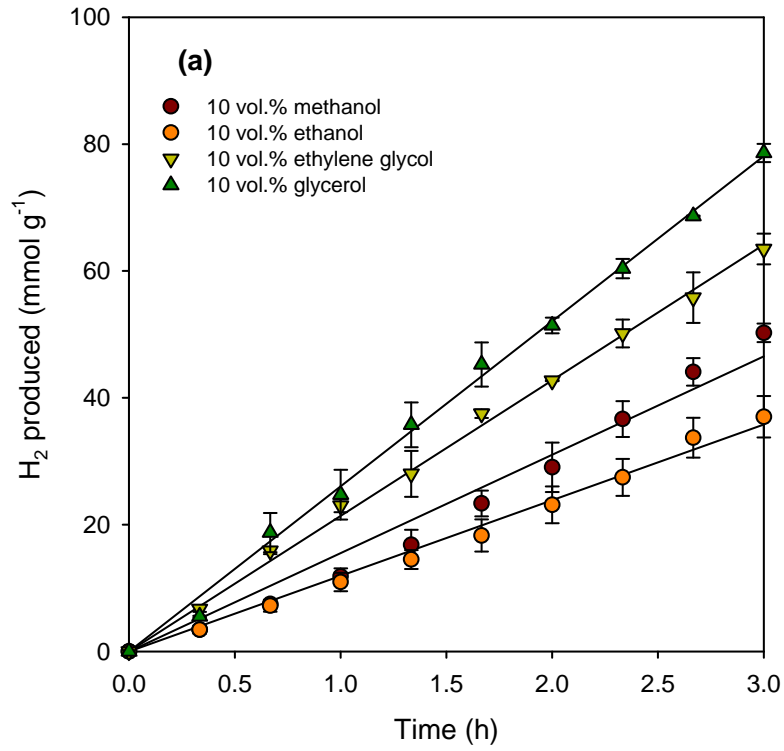 100
(a)
10 vol.% methanol
10 vol.% ethanol
10 vol.% ethylene glycol
10 vol.% glycerol
80
60
40
20
0
H₂ produced (mmol g⁻¹)
0.0 0.5 1.0 1.5 2.0 2.5 3.0
Time (h)